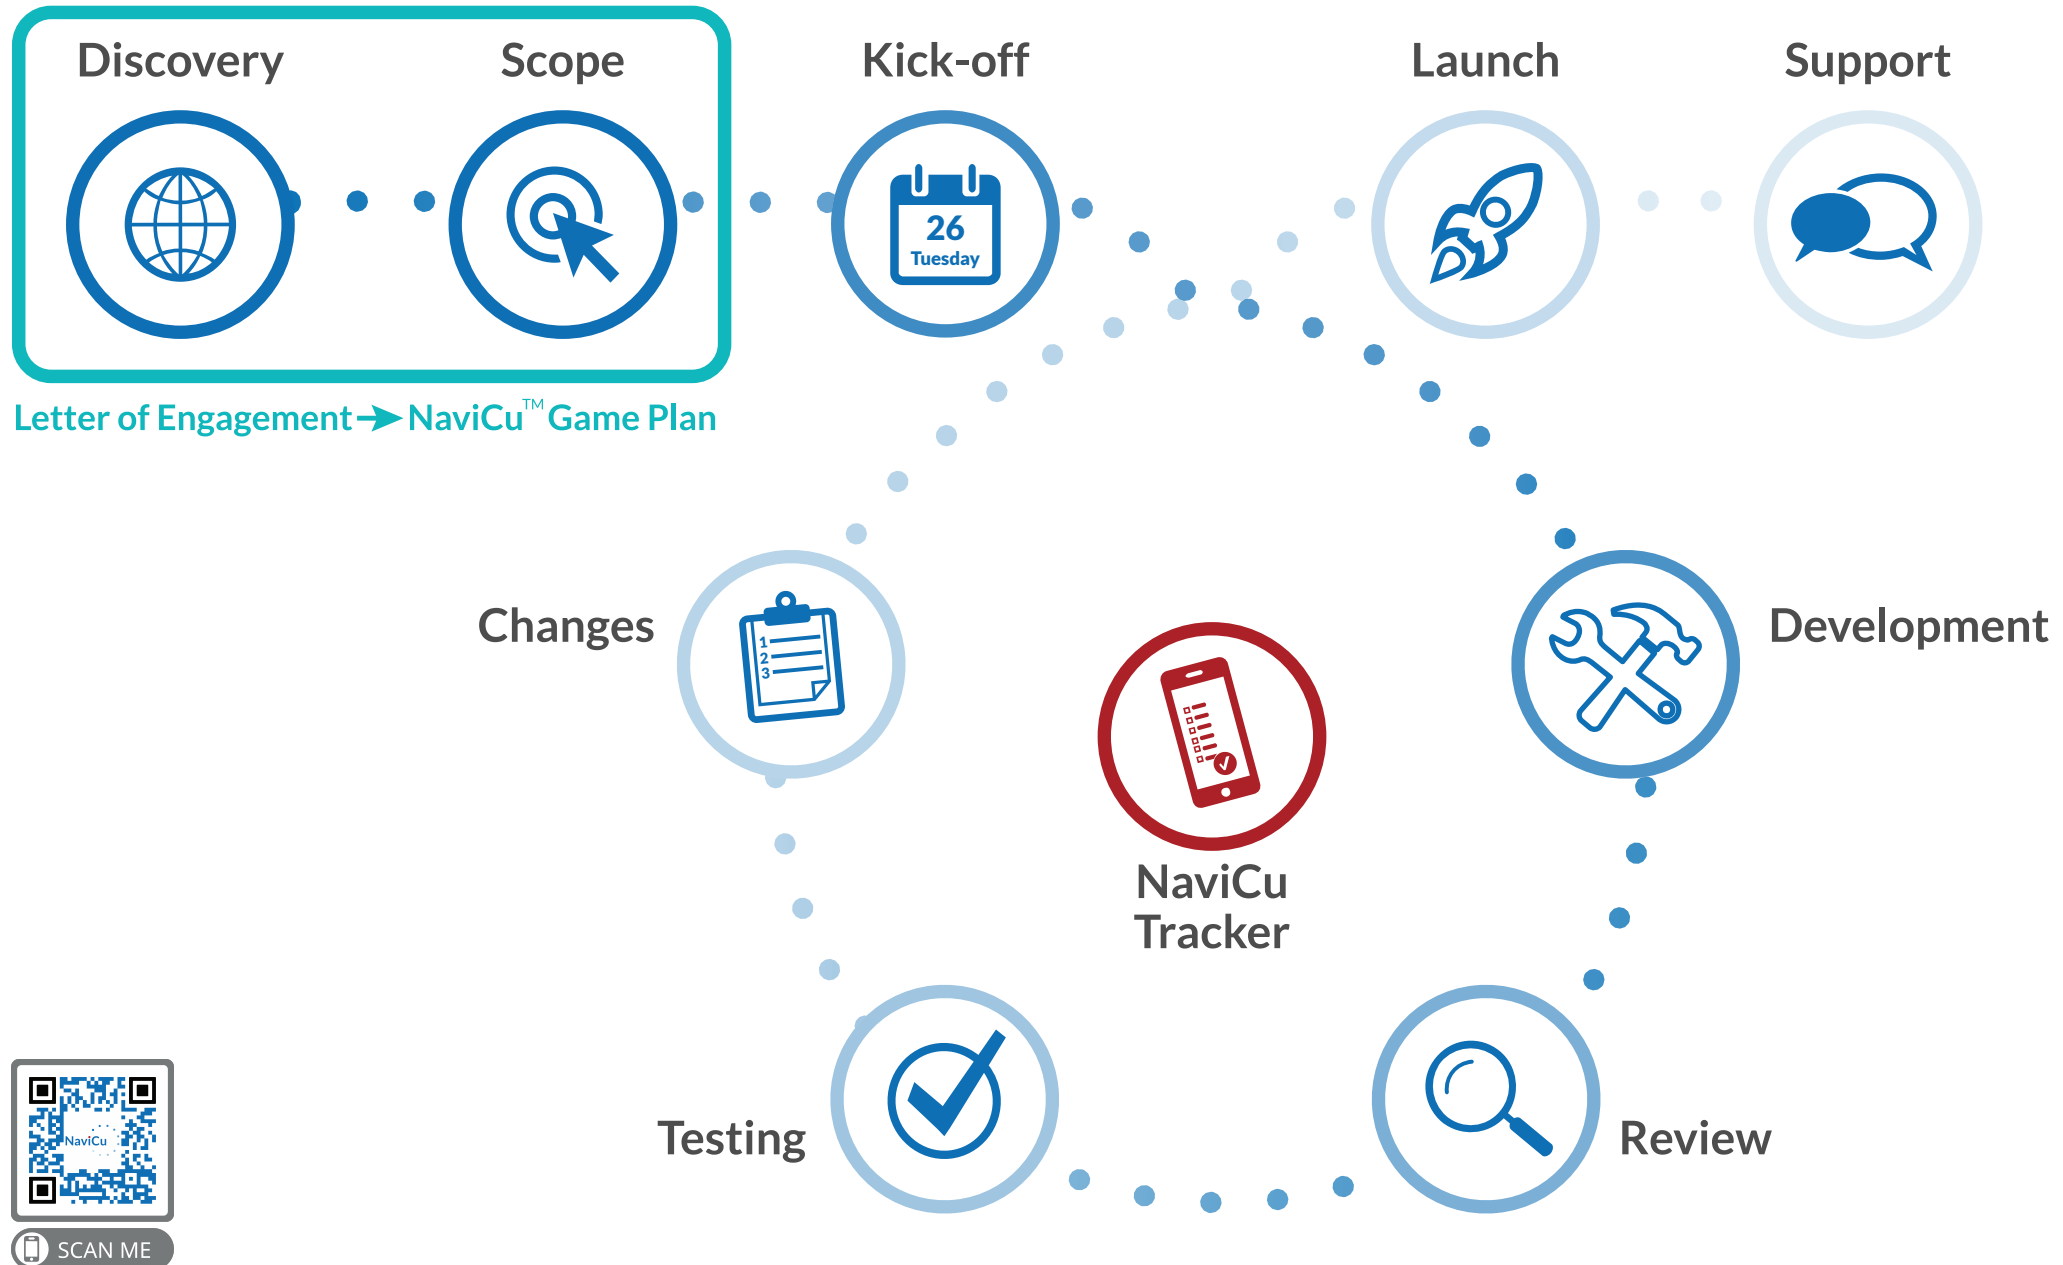 Discovery
Scope
Kick-off
Launch
Support
26
Tuesday
Letter of Engagement NaviCu™ Game Plan
Changes
1
2
3
Development
NaviCu
Tracker
Testing
Review
NaviCu
SCAN ME